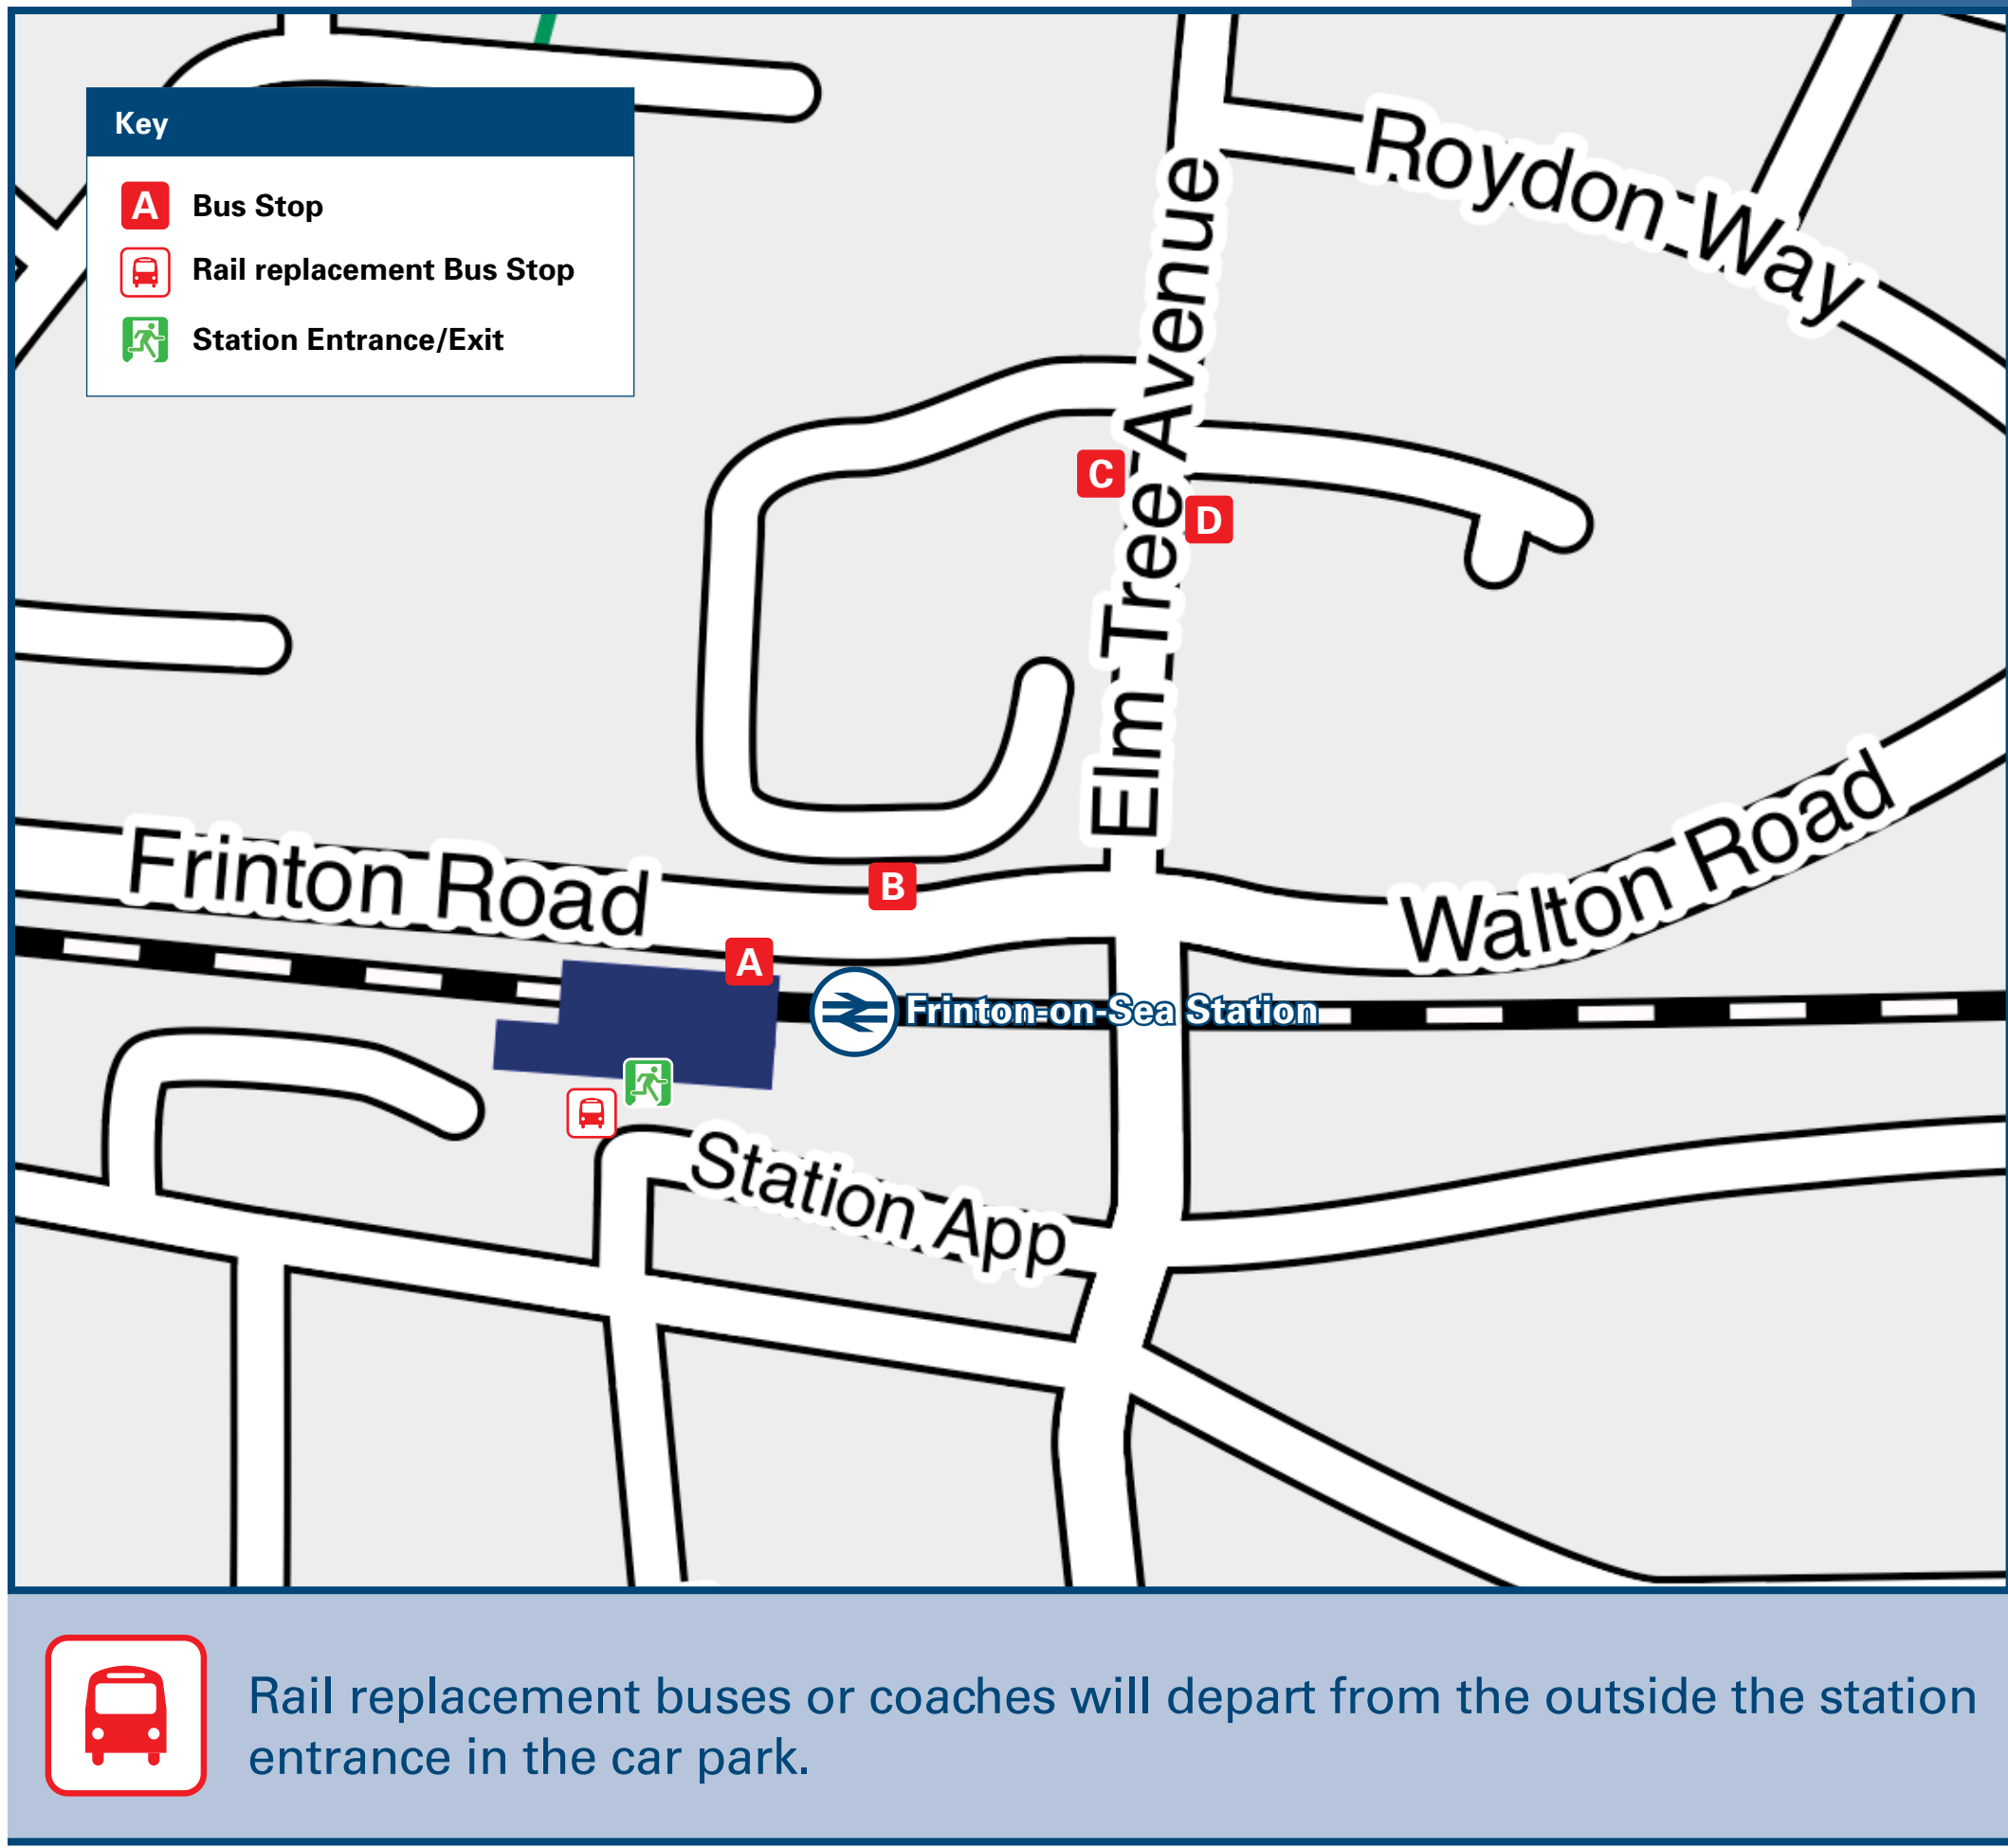 Key
A Bus Stop
Rail replacement Bus Stop
Station Entrance/Exit
Roydon Way
Elm Tree Avenue
C
D
Frinton Road
Walton Road
B
A
Frinton-on-Sea Station
Station App
Rail replacement buses or coaches will depart from the outside the station
entrance in the car park.